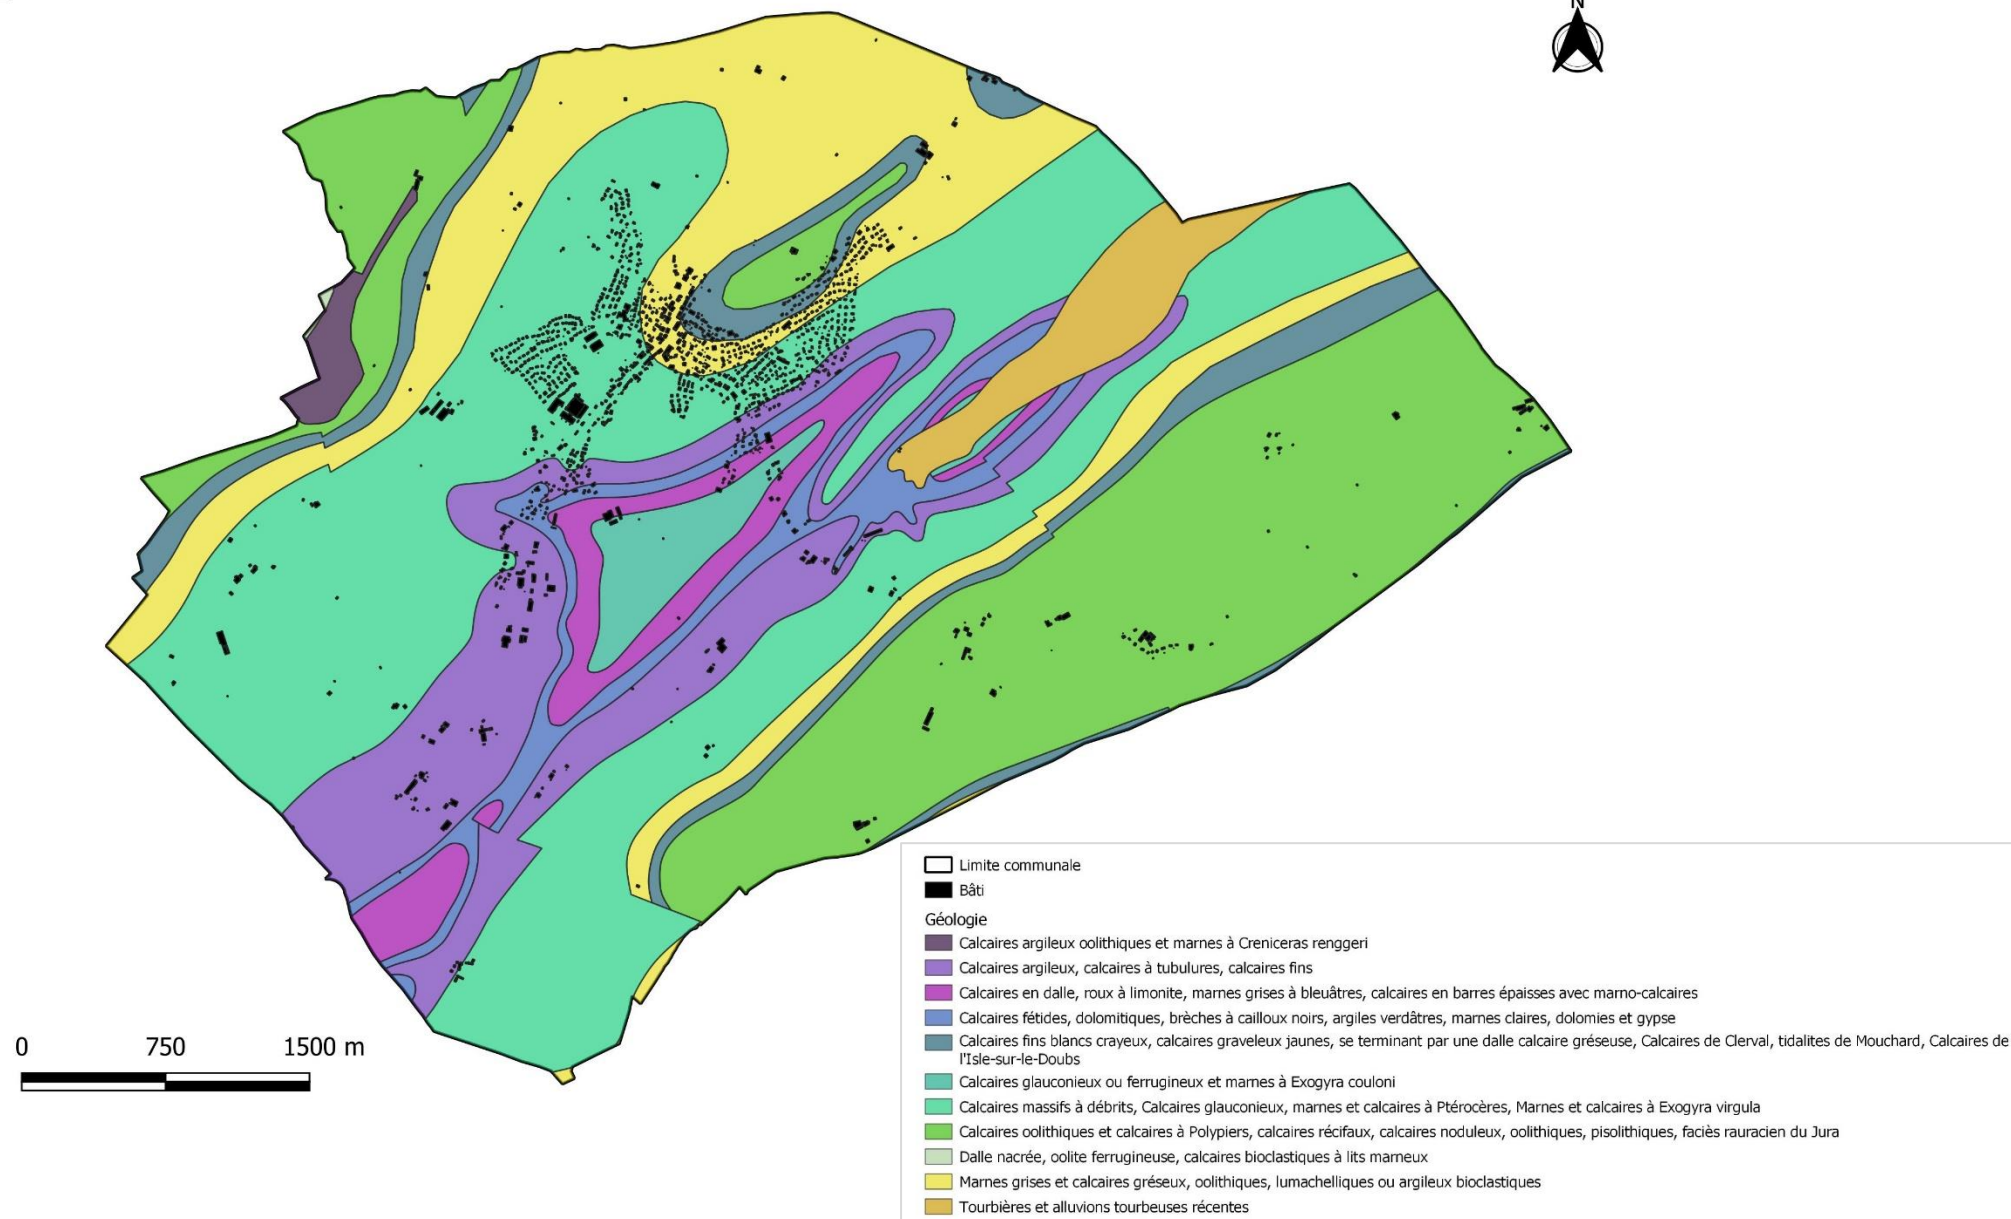 N
0 750 1500 m
Limite communale
Bâti
Géologie
Calcaires argileux oolithiques et marnes à Creniceras renggeri
Calcaires argileux, calcaires à tubulures, calcaires fins
Calcaires en dalle, roux à limonite, marnes grises à bleuâtres, calcaires en barres épaisses avec marno-calcaires
Calcaires fétides, dolomitiques, brèches à cailloux noirs, argiles verdâtres, marnes claires, dolomies et gypse
Calcaires fins blancs crayeux, calcaires graveleux jaunes, se terminant par une dalle calcaire gréseuse, Calcaires de Clerval, tidalites de Mouchard, Calcaires de
l'Isle-sur-le-Doubs
Calcaires glauconieux ou ferrugineux et marnes à Exogyra couloni
Calcaires massifs à débrits, Calcaires glauconieux, marnes et calcaires à Ptérocères, Marnes et calcaires à Exogyra virgula
Calcaires oolithiques et calcaires à Polypiers, calcaires récifaux, calcaires noduleux, oolithiques, pisolithiques, faciès rauracien du Jura
Dalle nacrée, oolite ferrugineuse, calcaires bioclastiques à lits marneux
Marnes grises et calcaires gréseux, oolithiques, lumachelliques ou argileux bioclastiques
Tourbières et alluvions tourbeuses récentes